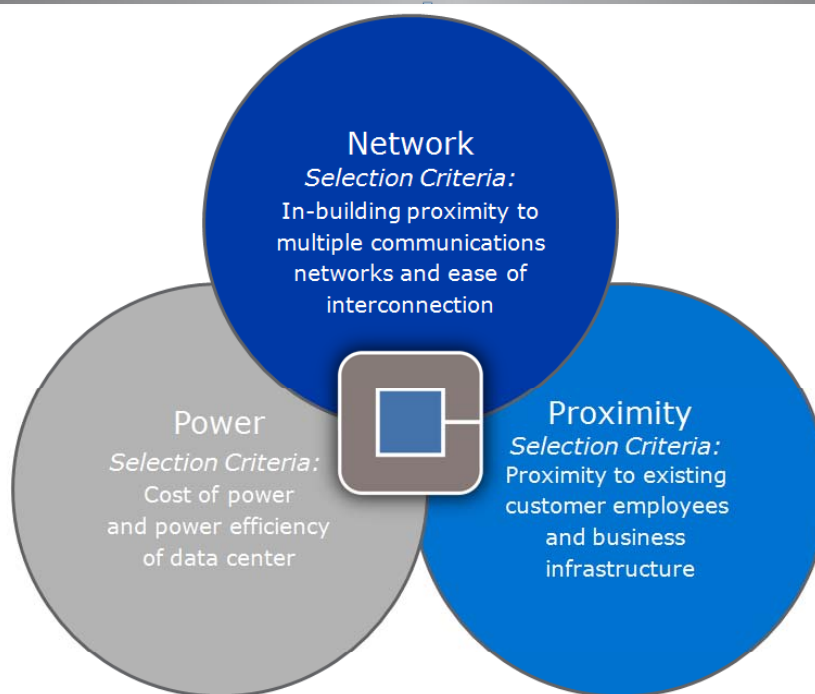 Network
Selection Criteria:
In-building proximity to
multiple communications
networks and ease of
interconnection
Power
Selection Criteria:
Cost of power
and power efficiency
of data center
Proximity
Selection Criteria:
Proximity to existing
customer employees
and business
infrastructure